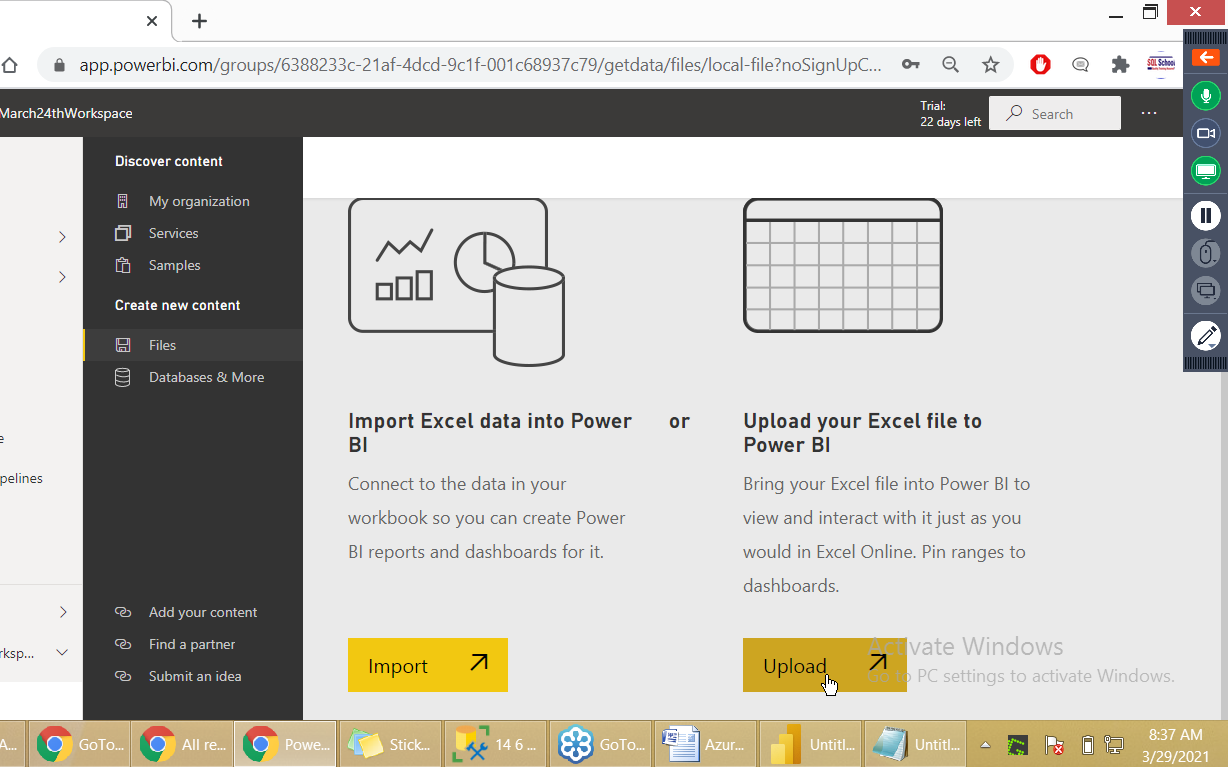 app.powerbi.com/groups/6388233c-21af-4dcd-9c1f-001c68937c79/getdata/files/local-file?noSignUpC...
SQL School
March24thWorkspace
Trial:
22 days left
Search
Discover content
My organization
Services
Samples
Create new content
Files
Databases & More
e
pelines
rksp...
Add your content
Find a partner
Submit an idea
Import Excel data into Power
BI
or
Upload your Excel file to
Power BI
Connect to the data in your
workbook so you can create Power
BI reports and dashboards for it.
Bring your Excel file into Power BI to
view and interact with it just as you
would in Excel Online. Pin ranges to
dashboards.
Import
Upload
Activate Windows
Go to PC settings to activate Windows.
A...
GoTo...
All re...
Powe...
Stick...
14 6 ...
GoTo...
Azur...
Untitl...
Untitl...
8:37 AM
3/29/2021